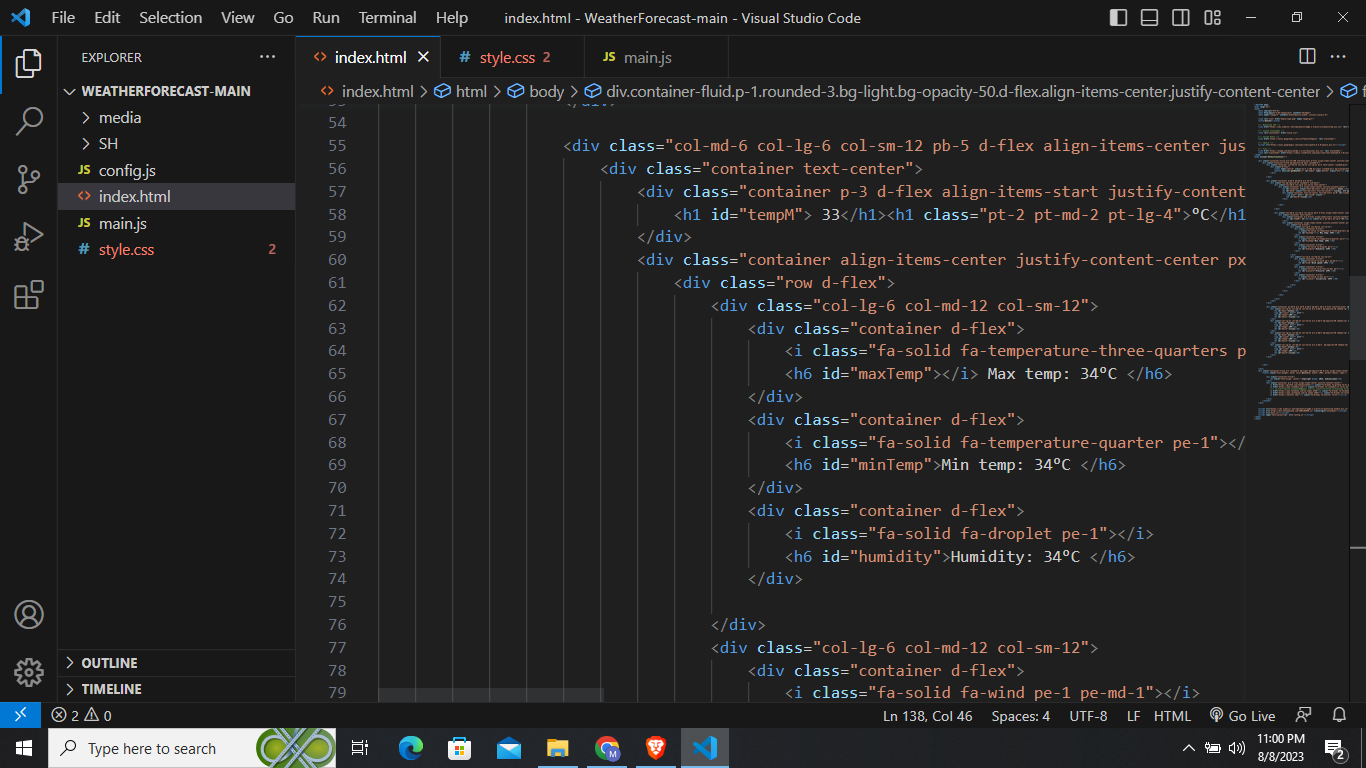 File Edit Selection View Go Run Terminal Help index.html - WeatherForecast-main - Visual Studio Code
EXPLORER
WEATHERFORECAST-MAIN
media
SH
JS config.js
<> index.html
JS main.js
# style.css 2
OUTLINE
TIMELINE
<> index.html # style.css 2 JS main.js
<> index.html > html > body > div.container-fluid.p-1.rounded-3.bg-light.bg-opacity-50.d-flex.align-items-center.justify-content-center >
53 </div>
54
55 <div class="col-md-6 col-lg-6 col-sm-12 pb-5 d-flex align-items-center jus
56 <div class="container text-center">
57 <div class="container p-3 d-flex align-items-start justify-content
58 <h1 id="tempM"> 33</h1><h1 class="pt-2 pt-md-2 pt-lg-4">ºC</h1
59 </div>
60 <div class="container align-items-center justify-content-center px
61 <div class="row d-flex">
62 <div class="col-lg-6 col-md-12 col-sm-12">
63 <div class="container d-flex">
64 <i class="fa-solid fa-temperature-three-quarters p
65 <h6 id="maxTemp"></i> Max temp: 34ºC </h6>
66 </div>
67 <div class="container d-flex">
68 <i class="fa-solid fa-temperature-quarter pe-1"></
69 <h6 id="minTemp">Min temp: 34ºC </h6>
70 </div>
71 <div class="container d-flex">
72 <i class="fa-solid fa-droplet pe-1"></i>
73 <h6 id="humidity">Humidity: 34ºC </h6>
74 </div>
75
76 </div>
77 <div class="col-lg-6 col-md-12 col-sm-12">
78 <div class="container d-flex">
79 <i class="fa-solid fa-wind pe-1 pe-md-1"></i>
2 0 Ln 138, Col 46 Spaces: 4 UTF-8 LF HTML Go Live
Type here to search
M
11:00 PM
8/8/2023
2